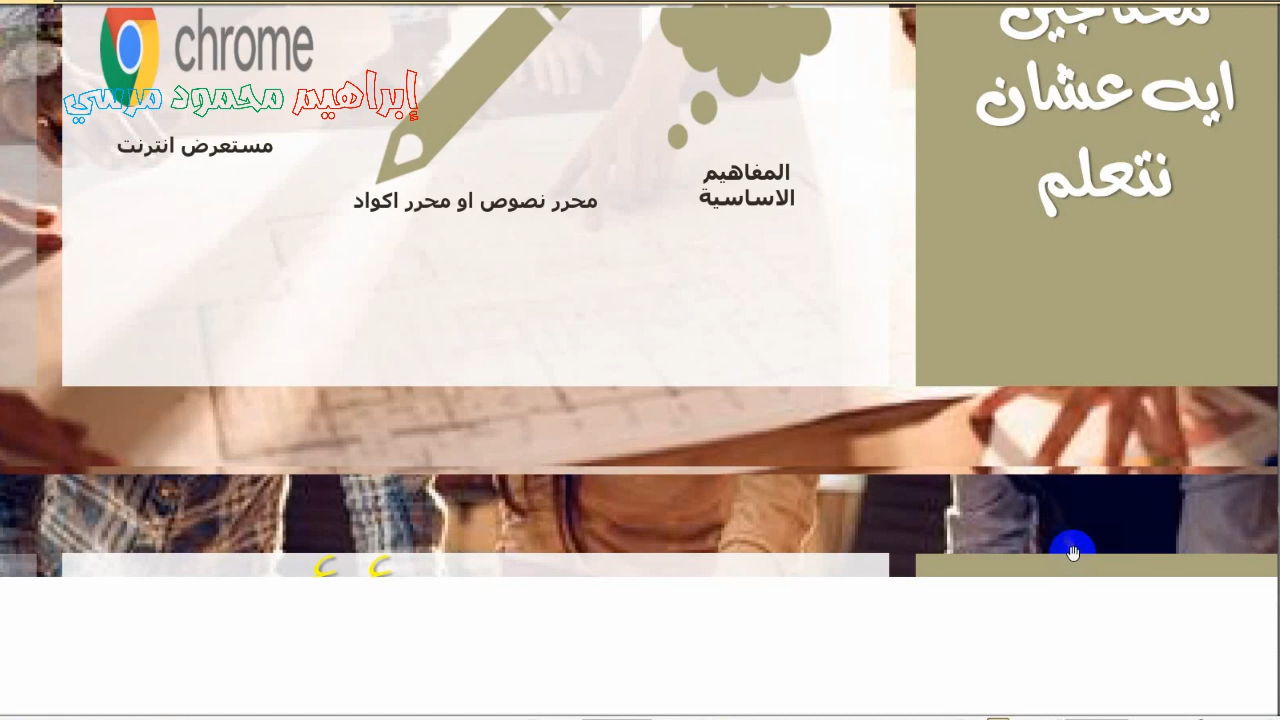 محتاجين
ايه عشان
نتعلم
المفاهيم
الاساسية
محرر نصوص او محرر اكواد
chrome
إبراهيم محمود مرسي
مستعرض انترنت